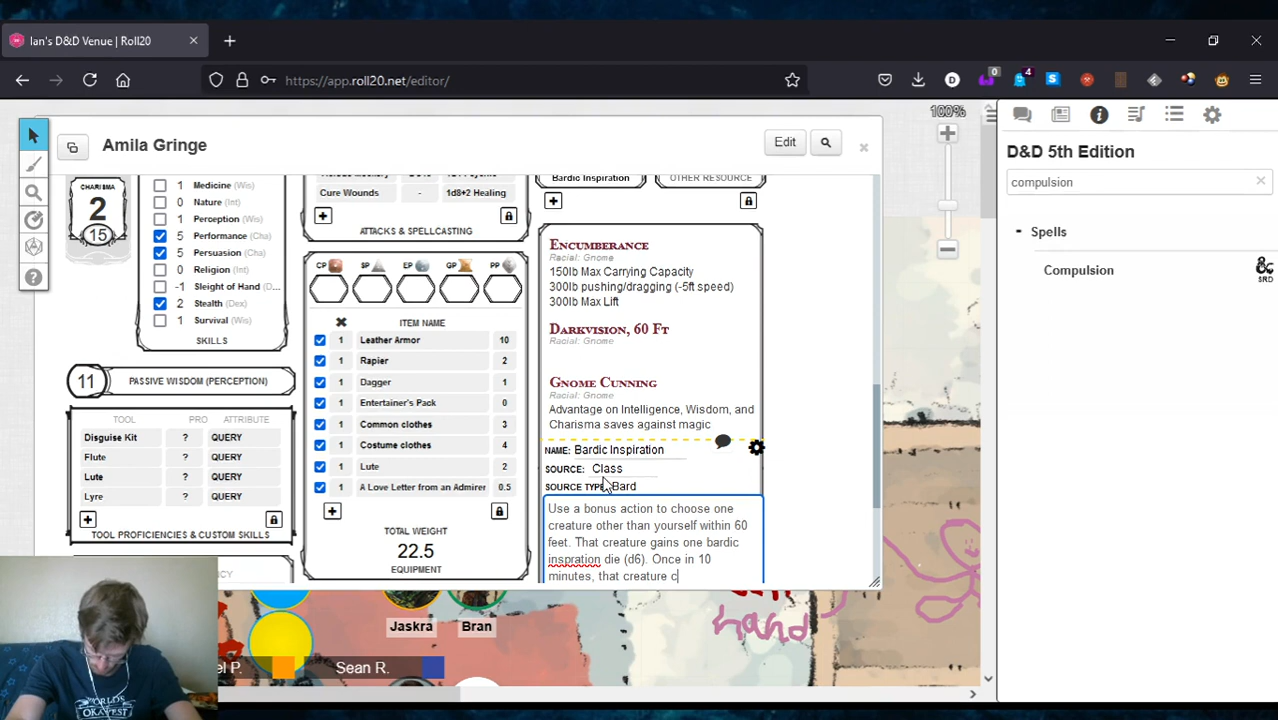 Ian's D&D Venue | Roll20
https://app.roll20.net/editor/
0
4
100%
Amila Gringe
Edit
CHARISMA
2
15
1 Medicine (Wis)
0 Nature (Int)
1 Perception (Wis)
5 Performance (Cha)
5 Persuasion (Cha)
0 Religion (Int)
-1 Sleight of Hand (D...
2 Stealth (Dex)
1 Survival (Wis)
SKILLS
11 PASSIVE WISDOM (PERCEPTION)
TOOL PRO ATTRIBUTE
Disguise Kit ? QUERY
Flute ? QUERY
Lute ? QUERY
Lyre ? QUERY
TOOL PROFICIENCIES & CUSTOM SKILLS
Cure Wounds - 1d8+2 Healing
ATTACKS & SPELLCASTING
CP SP EP GP PP
ITEM NAME
1 Leather Armor 10
1 Rapier 2
1 Dagger 1
1 Entertainer's Pack 0
1 Common clothes 3
1 Costume clothes 4
1 Lute 2
1 A Love Letter from an Admirer 0.5
TOTAL WEIGHT
22.5
EQUIPMENT
Bardic Inspiration
OTHER RESOURCE
Encumberance
Racial: Gnome
150lb Max Carrying Capacity
300lb pushing/dragging (-5ft speed)
300lb Max Lift
Darkvision, 60 Ft
Racial: Gnome
Gnome Cunning
Racial: Gnome
Advantage on Intelligence, Wisdom, and
Charisma saves against magic
NAME: Bardic Inspiration
SOURCE: Class
SOURCE TYPE: Bard
Use a bonus action to choose one
creature other than yourself within 60
feet. That creature gains one bardic
inspration die (d6). Once in 10
minutes, that creature c
D&D 5th Edition
compulsion
Spells
Compulsion
SRD
Jaskra
Bran
el P.
Sean R.
hand
WORLDS
OKAYEST